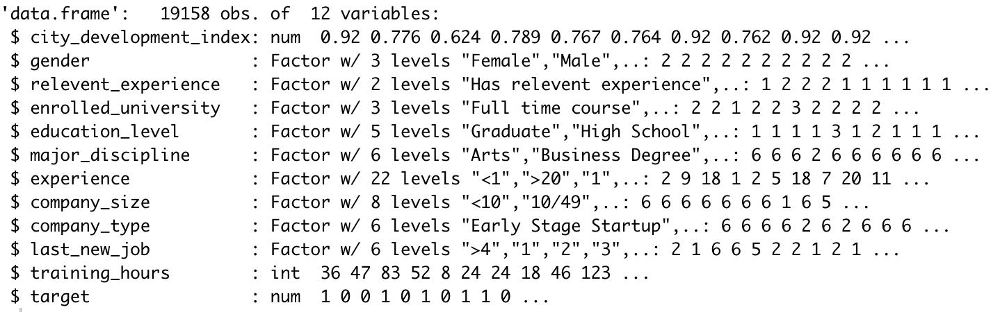 'data.frame':   19158 obs. of  12 variables:
 $ city_development_index: num  0.92 0.776 0.624 0.789 0.767 0.764 0.92 0.762 0.92 0.92 ...
 $ gender                : Factor w/ 3 levels "Female","Male",..: 2 2 2 2 2 2 2 2 2 2 ...
 $ relevent_experience   : Factor w/ 2 levels "Has relevent experience",..: 1 2 2 2 1 1 1 1 1 1 ...
 $ enrolled_university   : Factor w/ 3 levels "Full time course",..: 2 2 1 2 2 3 2 2 2 2 ...
 $ education_level       : Factor w/ 5 levels "Graduate","High School",..: 1 1 1 1 3 1 2 1 1 1 ...
 $ major_discipline      : Factor w/ 6 levels "Arts","Business Degree",..: 6 6 6 2 6 6 6 6 6 6 ...
 $ experience            : Factor w/ 22 levels "<1",">20","1",..: 2 9 18 1 2 5 18 7 20 11 ...
 $ company_size          : Factor w/ 8 levels "<10","10/49",..: 6 6 6 6 6 6 6 1 6 5 ...
 $ company_type          : Factor w/ 6 levels "Early Stage Startup",..: 6 6 6 6 2 6 2 6 6 6 ...
 $ last_new_job          : Factor w/ 6 levels ">4","1","2","3",..: 2 1 6 6 5 2 2 1 2 1 ...
 $ training_hours        : int  36 47 83 52 8 24 24 18 46 123 ...
 $ target                : num  1 0 0 1 0 1 0 1 1 0 ...